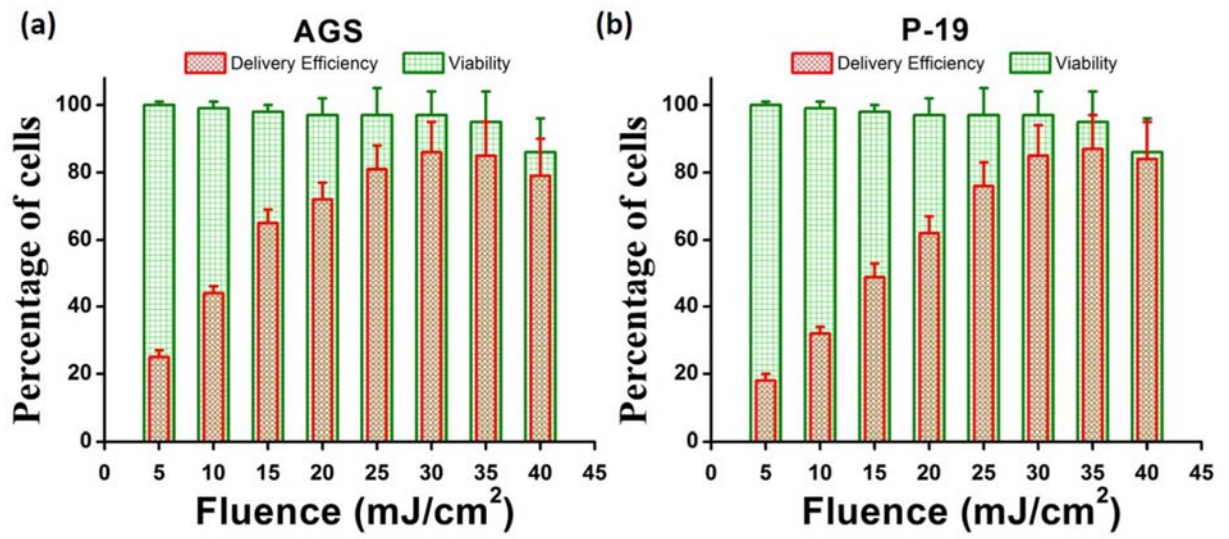 (a)
AGS
Delivery Efficiency Viability
Percentage of cells
100
80
60
40
20
0
0 5 10 15 20 25 30 35 40 45
Fluence (mJ/cm²)
(b)
P-19
Delivery Efficiency Viability
Percentage of cells
100
80
60
40
20
0
0 5 10 15 20 25 30 35 40 45
Fluence (mJ/cm²)